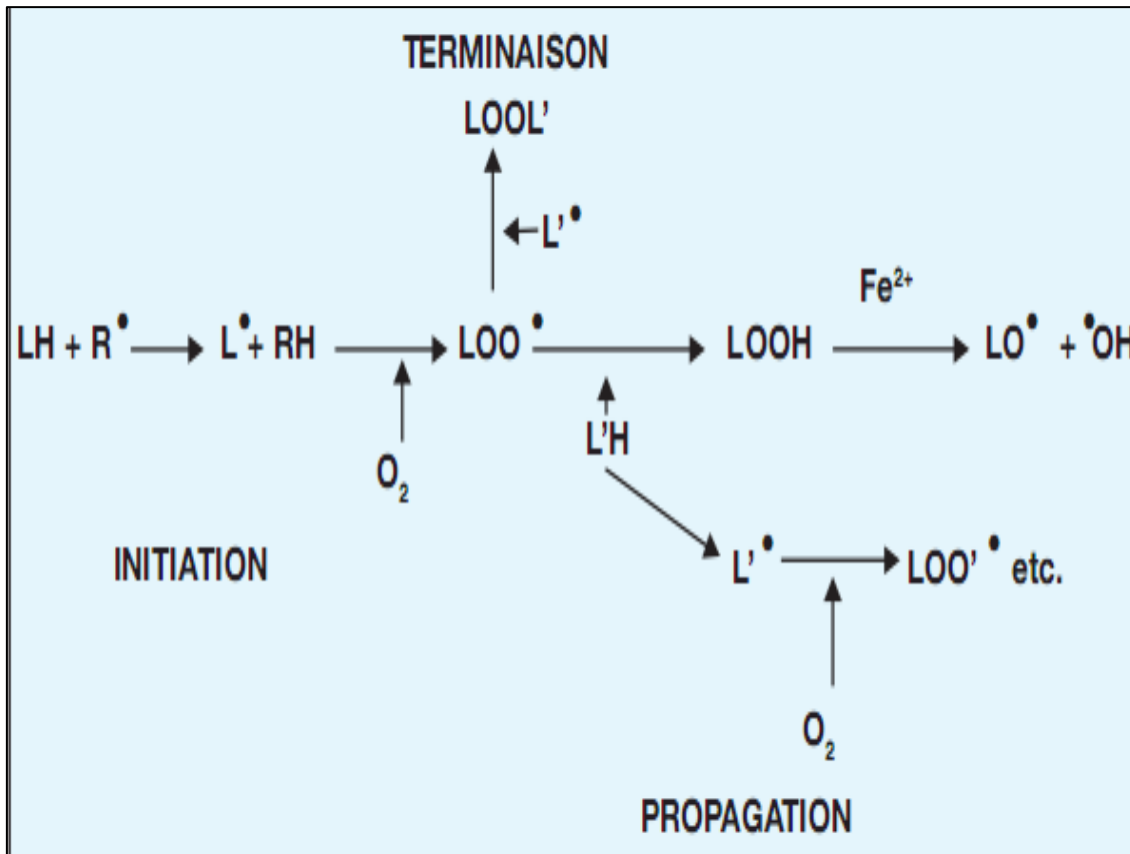 TERMINAISON
LOOL’
L’•
Fe²⁺
LH + R• L•+ RH LOO• LOOH LO• + •OH
L’H
O₂
INITIATION
L’• LOO’• etc.
O₂
PROPAGATION